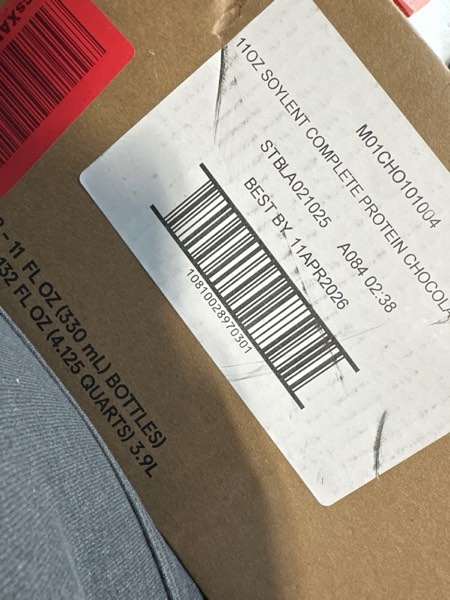 11OZ SOYLENT COMPLETE PROTEIN CHOCOLA
M01CHO101004
STBLA021025 A084 02:38
BEST BY 11APR2026
10810028970301
- 11 FL OZ (330 mL) BOTTLES)
132 FL OZ (4.125 QUARTS) 3.9L